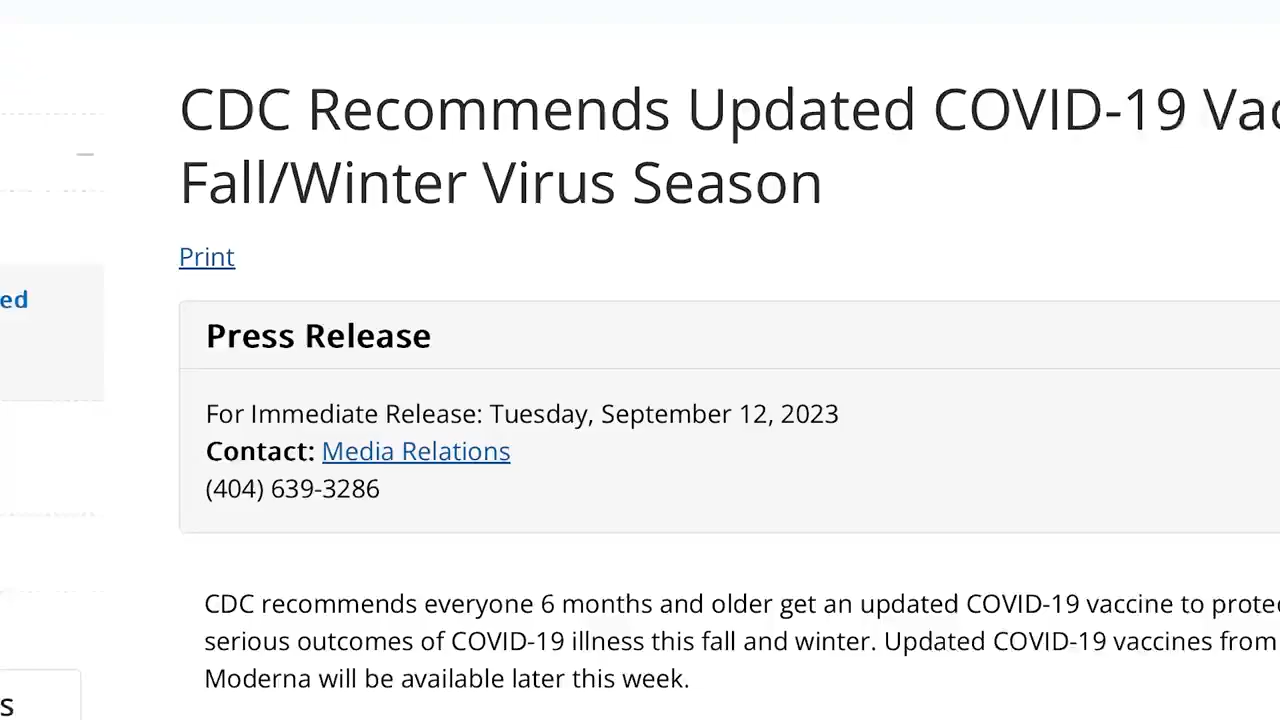 CDC Recommends Updated COVID-19 Vac
Fall/Winter Virus Season
Print
ed
Press Release
For Immediate Release: Tuesday, September 12, 2023
Contact: Media Relations
(404) 639-3286
CDC recommends everyone 6 months and older get an updated COVID-19 vaccine to protec
serious outcomes of COVID-19 illness this fall and winter. Updated COVID-19 vaccines from
Moderna will be available later this week.
s